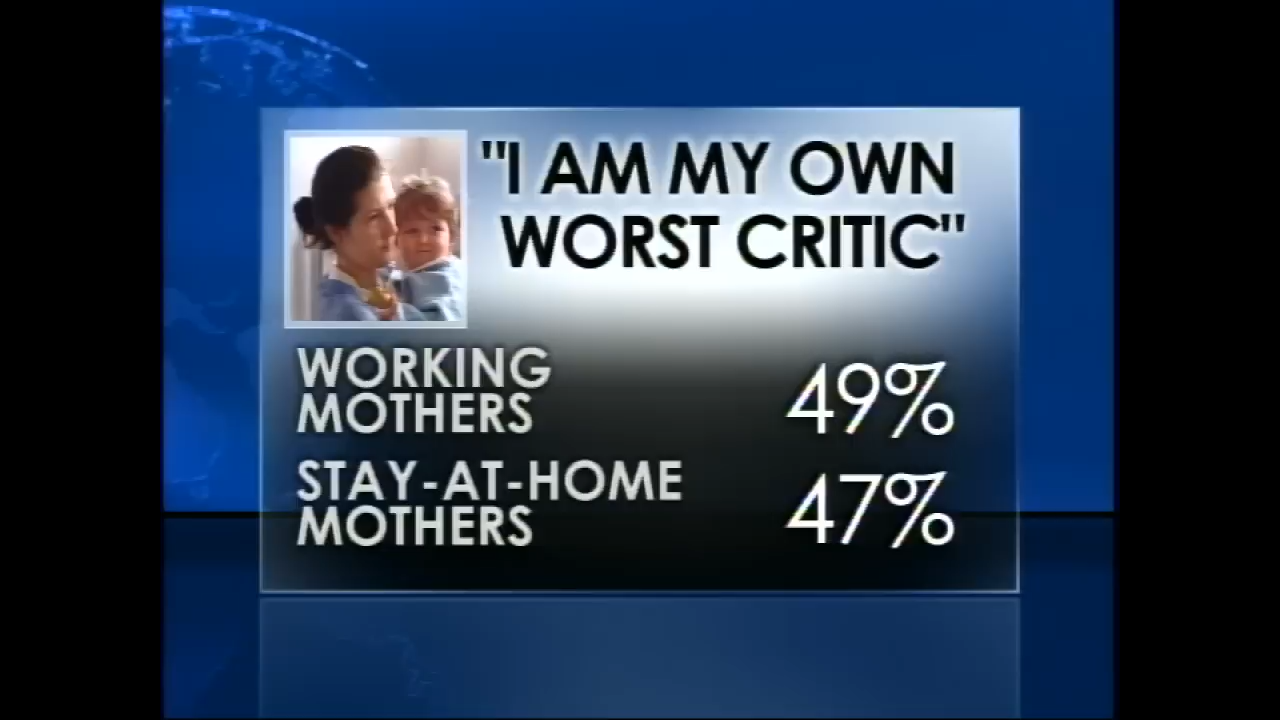 "I AM MY OWN
WORST CRITIC"
WORKING
MOTHERS
49%
STAY-AT-HOME
MOTHERS
47%